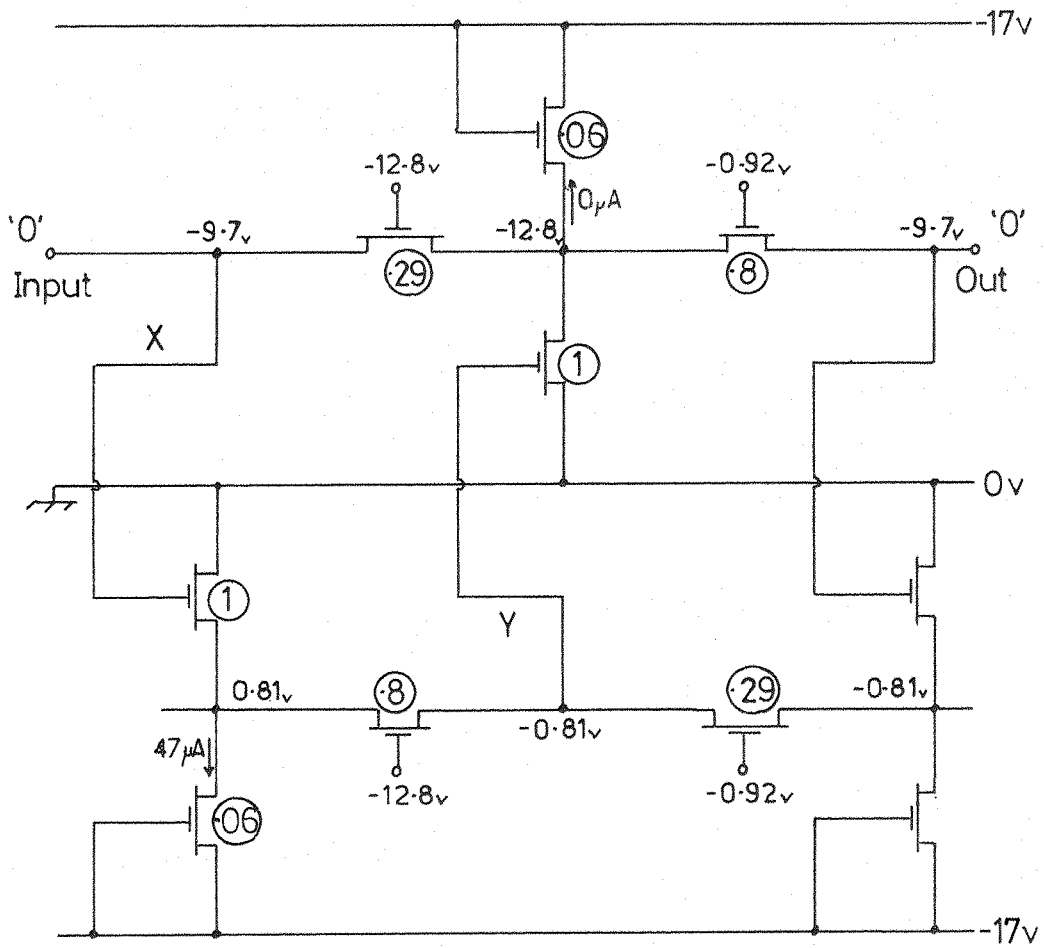 -17v
·06
-12·8v
-0·92v
0μA
'0'
-9·7v
-12·8v
-9·7v
'0'
Input
·29
·8
Out
X
1
0v
1
Y
0·81v
·8
-0·81v
·29
-0·81v
47μA
-12·8v
-0·92v
·06
-17v